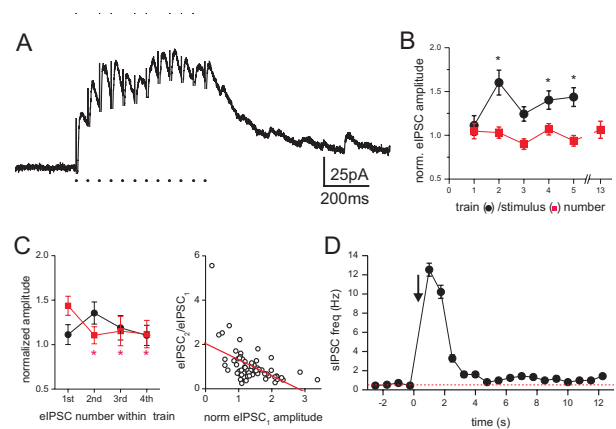 A
25pA
200ms
B
norm. eIPSC amplitude
2.0
1.5
1.0
0.5
*
*
*
0 1 2 3 4 5 13
train (●) /stimulus (■) number
C
normalized amplitude
2.0
1.5
1.0
0.5
* * *
1st 2nd 3rd 4th
eIPSC number within train
eIPSC2/eIPSC1
6
4
2
0
0 1 2 3
norm eIPSC1 amplitude
D
sIPSC freq (Hz)
14
12
10
8
6
4
2
0
-2 0 2 4 6 8 10 12
time (s)